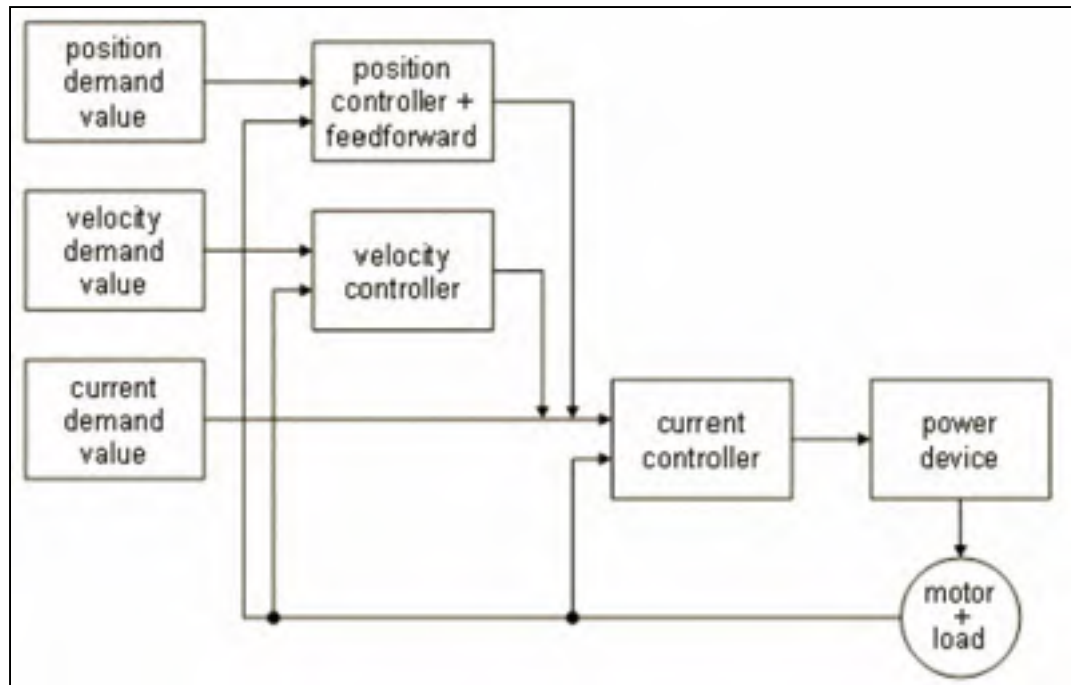 position
demand
value
position
controller +
feedforward
velocity
demand
value
velocity
controller
current
demand
value
current
controller
power
device
motor
+
load